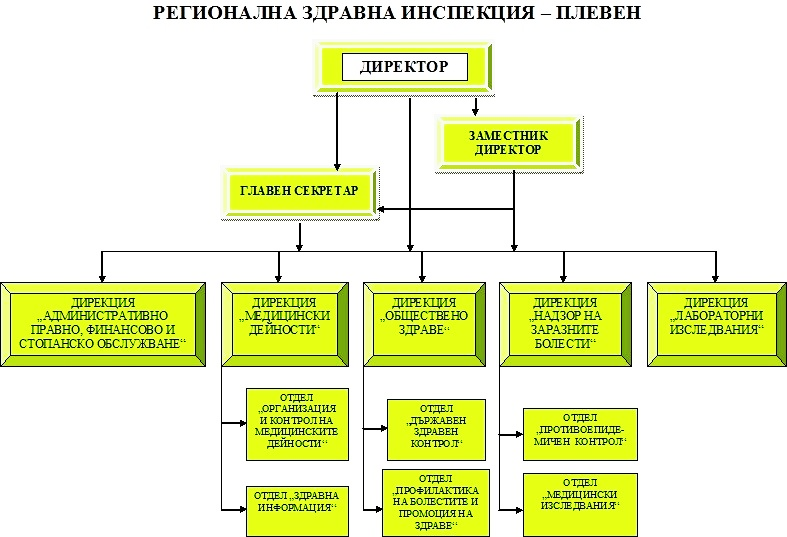 РЕГИОНАЛНА ЗДРАВНА ИНСПЕКЦИЯ – ПЛЕВЕН
ДИРЕКТОР
ЗАМЕСТНИК
ДИРЕКТОР
ГЛАВЕН СЕКРЕТАР
ДИРЕКЦИЯ
„АДМИНИСТРАТИВНО
ПРАВНО, ФИНАНСОВО И
СТОПАНСКО ОБСЛУЖВАНЕ“
ДИРЕКЦИЯ
„МЕДИЦИНСКИ
ДЕЙНОСТИ“
ДИРЕКЦИЯ
„ОБЩЕСТВЕНО
ЗДРАВЕ“
ДИРЕКЦИЯ
„НАДЗОР НА
ЗАРАЗНИТЕ
БОЛЕСТИ“
ДИРЕКЦИЯ
„ЛАБОРАТОРНИ
ИЗСЛЕДВАНИЯ“
ОТДЕЛ
„ОРГАНИЗАЦИЯ
И КОНТРОЛ НА
МЕДИЦИНСКИТЕ
ДЕЙНОСТИ“
ОТДЕЛ
„ДЪРЖАВЕН
ЗДРАВЕН
КОНТРОЛ“
ОТДЕЛ
„ПРОТИВОЕПИДЕ-
МИЧЕН КОНТРОЛ“
ОТДЕЛ „ЗДРАВНА
ИНФОРМАЦИЯ“
ОТДЕЛ
„ПРОФИЛАКТИКА
НА БОЛЕСТИТЕ И
ПРОМОЦИЯ НА
ЗДРАВЕ“
ОТДЕЛ
„МЕДИЦИНСКИ
ИЗСЛЕДВАНИЯ“